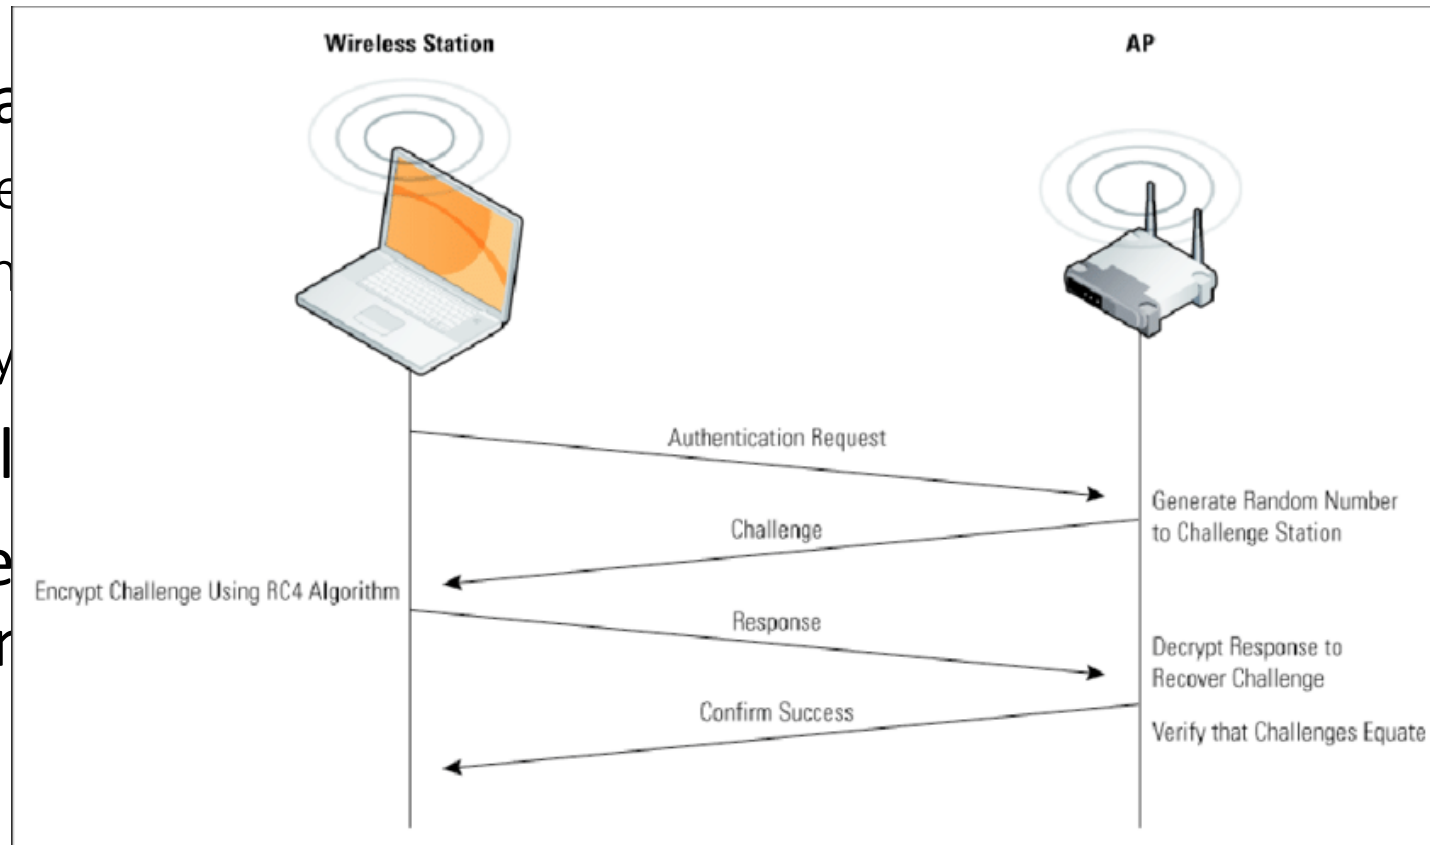 Wireless Station
AP
Authentication Request
Generate Random Number
to Challenge Station
Challenge
Encrypt Challenge Using RC4 Algorithm
Response
Decrypt Response to
Recover Challenge
Confirm Success
Verify that Challenges Equate